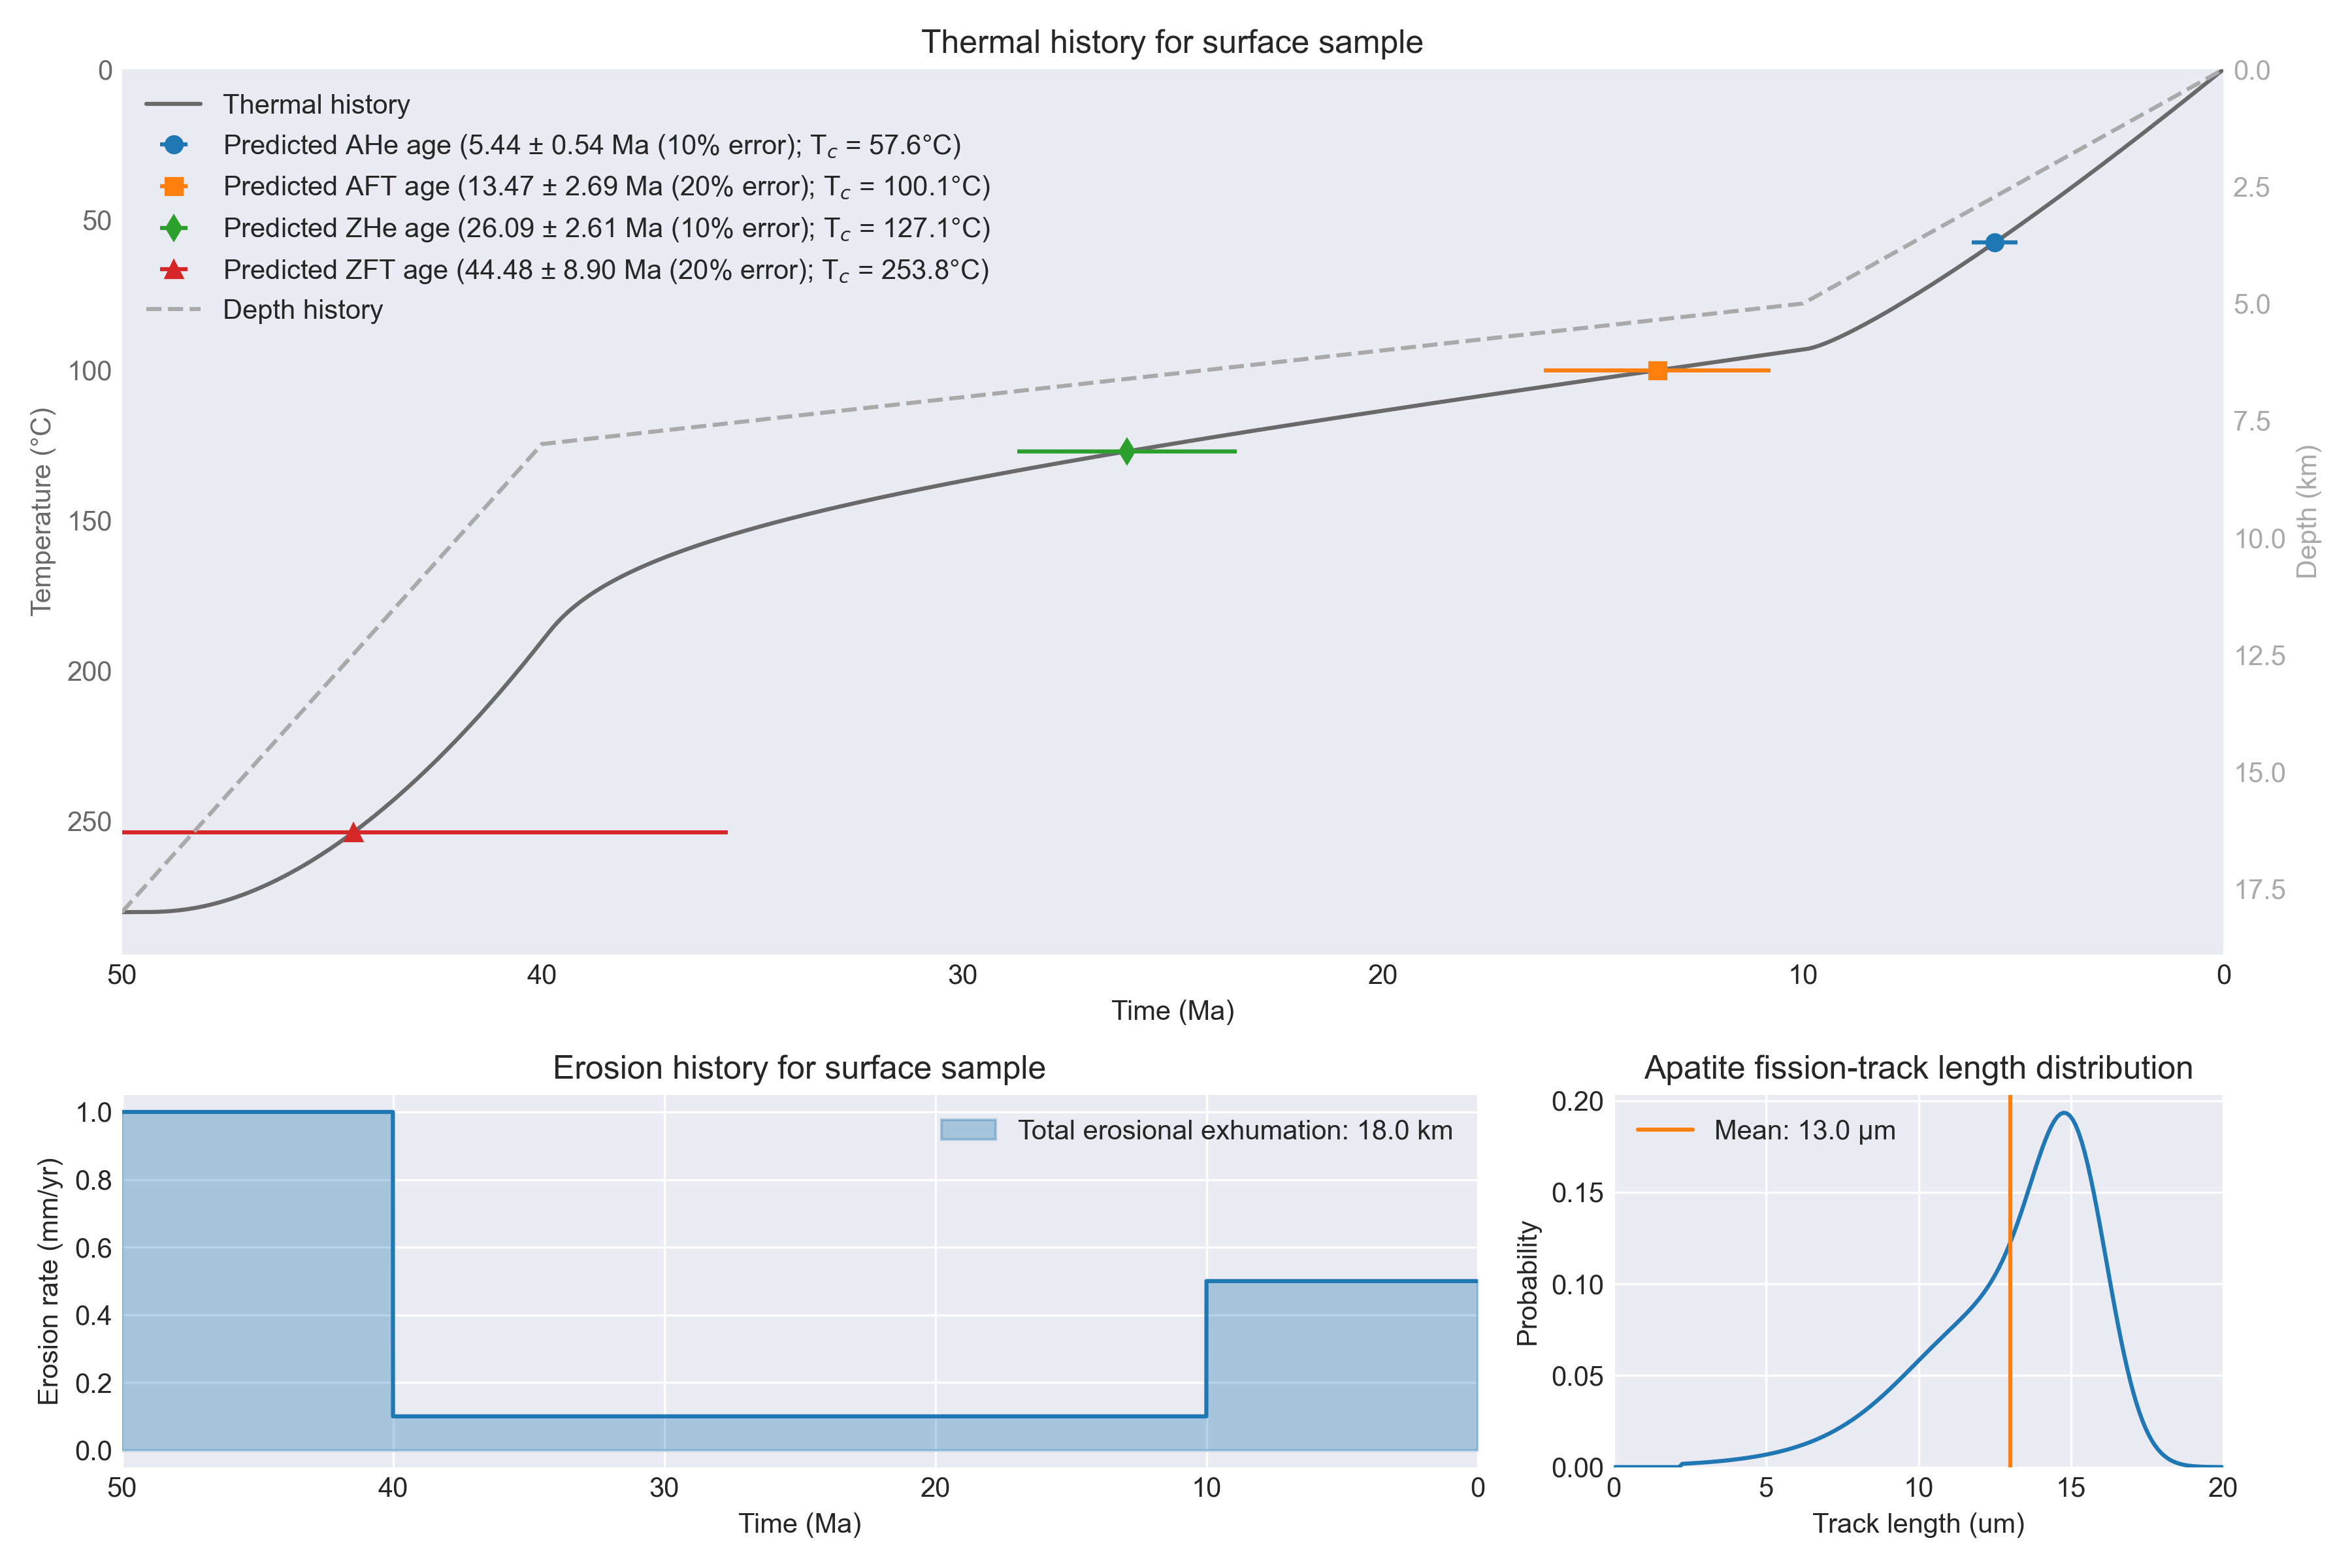 Thermal history for surface sample
Thermal history
Predicted AHe age (5.44 ± 0.54 Ma (10% error); Tc = 57.6°C)
Predicted AFT age (13.47 ± 2.69 Ma (20% error); Tc = 100.1°C)
Predicted ZHe age (26.09 ± 2.61 Ma (10% error); Tc = 127.1°C)
Predicted ZFT age (44.48 ± 8.90 Ma (20% error); Tc = 253.8°C)
Depth history
Temperature (°C)
0
50
100
150
200
250
Depth (km)
0.0
2.5
5.0
7.5
10.0
12.5
15.0
17.5
50 40 30 20 10 0
Time (Ma)
Erosion history for surface sample
Total erosional exhumation: 18.0 km
Erosion rate (mm/yr)
1.0
0.8
0.6
0.4
0.2
0.0
50 40 30 20 10 0
Time (Ma)
Apatite fission-track length distribution
Mean: 13.0 µm
Probability
0.20
0.15
0.10
0.05
0.00
0 5 10 15 20
Track length (um)